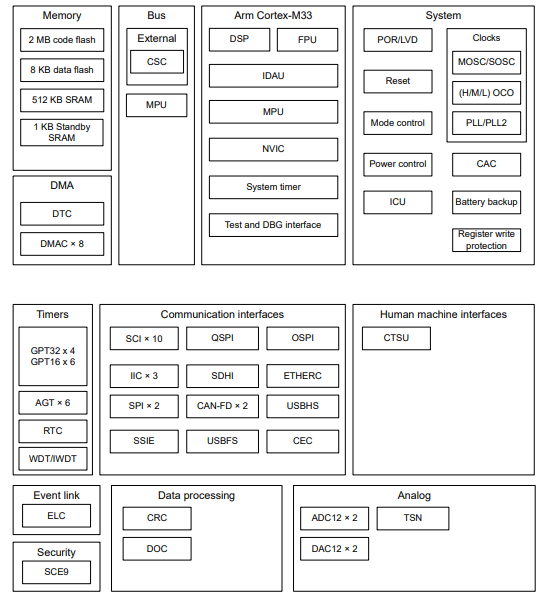 Memory
2 MB code flash
8 KB data flash
512 KB SRAM
1 KB Standby
SRAM
DMA
DTC
DMAC × 8
Bus
External
CSC
MPU
Arm Cortex-M33
DSP
FPU
IDAU
MPU
NVIC
System timer
Test and DBG interface
System
POR/LVD
Reset
Mode control
Power control
ICU
Clocks
MOSC/SOSC
(H/M/L) OCO
PLL/PLL2
CAC
Battery backup
Register write
protection
Timers
GPT32 x 4
GPT16 x 6
AGT × 6
RTC
WDT/IWDT
Communication interfaces
SCI × 10
QSPI
OSPI
IIC × 3
SDHI
ETHERC
SPI × 2
CAN-FD × 2
USBHS
SSIE
USBFS
CEC
Human machine interfaces
CTSU
Event link
ELC
Security
SCE9
Data processing
CRC
DOC
Analog
ADC12 × 2
TSN
DAC12 × 2